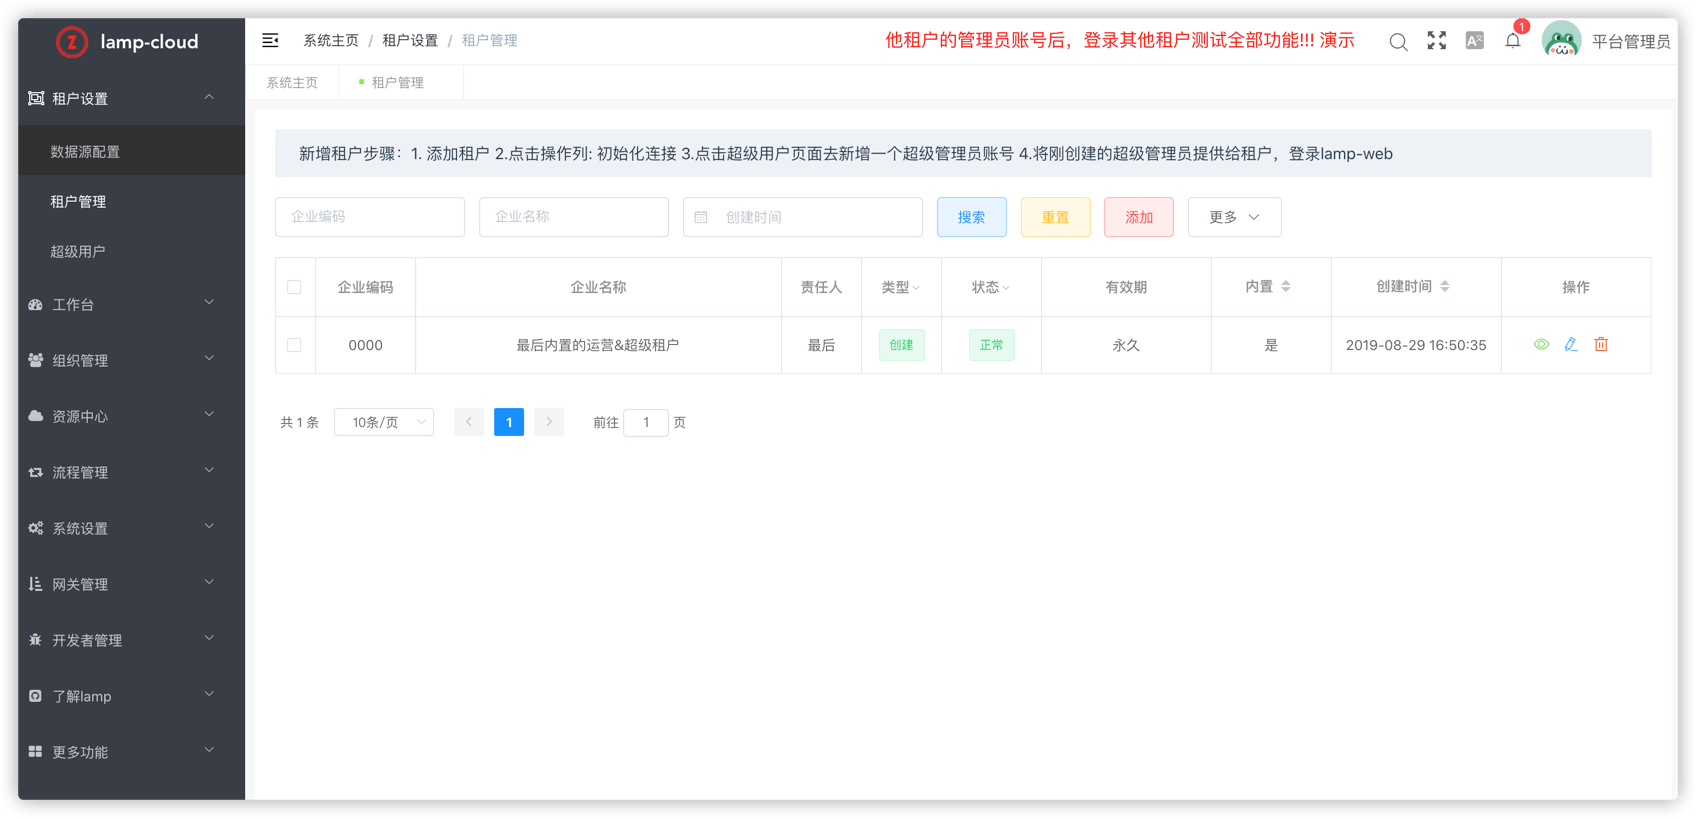 lamp-cloud
系统主页 / 租户设置 / 租户管理
他租户的管理员账号后，登录其他租户测试全部功能!!! 演示
1
平台管理员
系统主页
租户管理
租户设置
数据源配置
租户管理
超级用户
工作台
组织管理
资源中心
流程管理
系统设置
网关管理
开发者管理
了解lamp
更多功能
新增租户步骤：1. 添加租户 2.点击操作列: 初始化连接 3.点击超级用户页面去新增一个超级管理员账号 4.将刚创建的超级管理员提供给租户，登录lamp-web
企业编码 企业名称 创建时间 搜索 重置 添加 更多
企业编码 企业名称 责任人 类型 状态 有效期 内置 创建时间 操作
0000 最后内置的运营&超级租户 最后 创建 正常 永久 是 2019-08-29 16:50:35
共 1 条 10条/页 1 前往 1 页